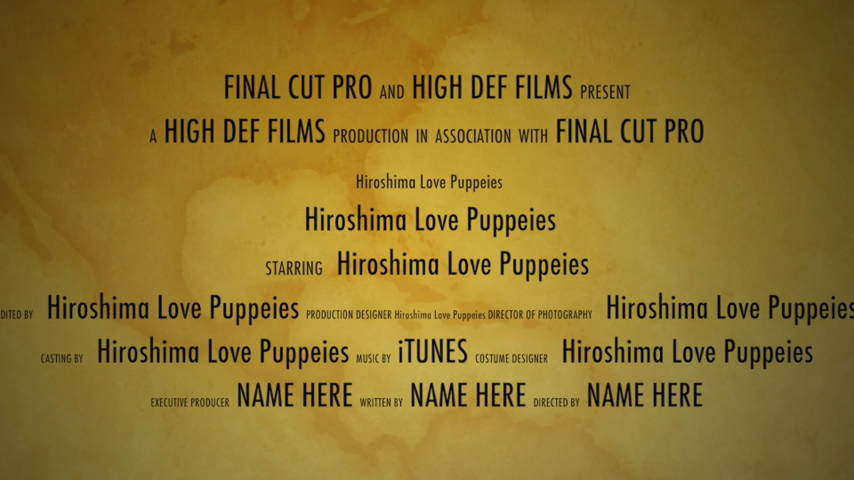 FINAL CUT PRO AND HIGH DEF FILMS PRESENT
A HIGH DEF FILMS PRODUCTION IN ASSOCIATION WITH FINAL CUT PRO
Hiroshima Love Puppeies
Hiroshima Love Puppeies
STARRING Hiroshima Love Puppeies
DITED BY Hiroshima Love Puppeies PRODUCTION DESIGNER Hiroshima Love Puppeies DIRECTOR OF PHOTOGRAPHY Hiroshima Love Puppeies
CASTING BY Hiroshima Love Puppeies MUSIC BY iTUNES COSTUME DESIGNER Hiroshima Love Puppeies
EXECUTIVE PRODUCER NAME HERE WRITTEN BY NAME HERE DIRECTED BY NAME HERE